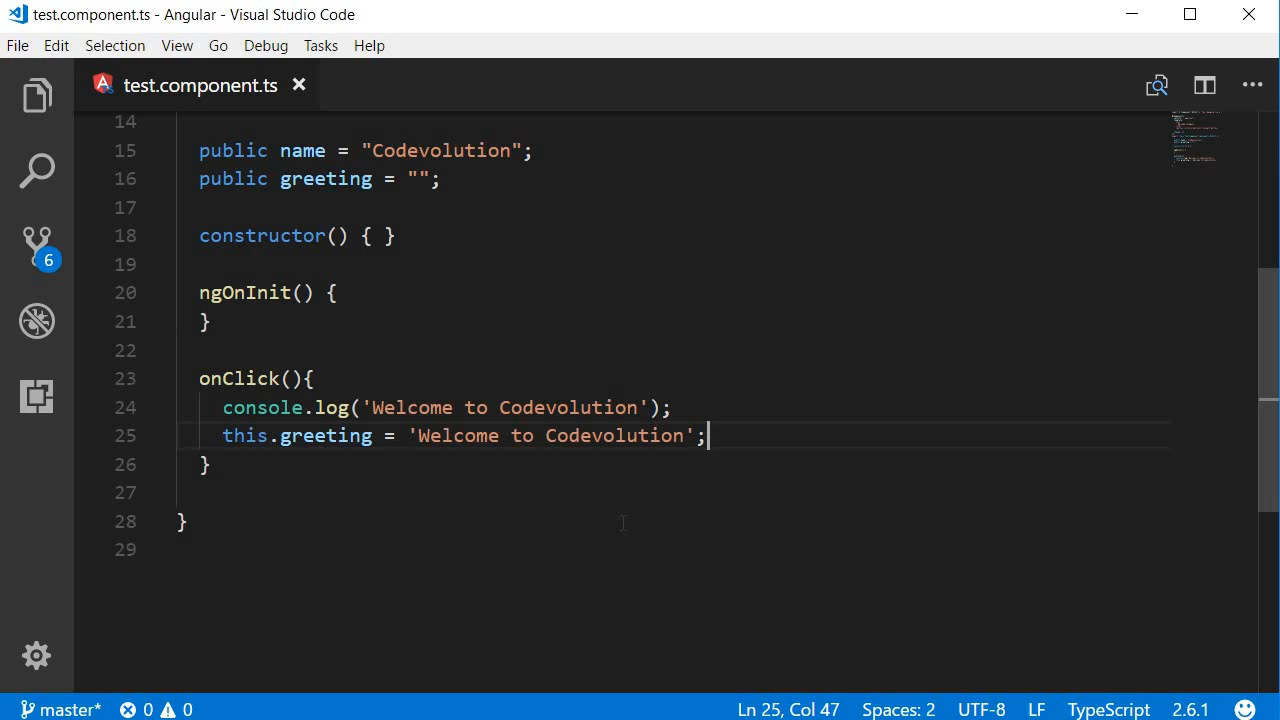 test.component.ts - Angular - Visual Studio Code
File Edit Selection View Go Debug Tasks Help
test.component.ts
14
15 public name = "Codevolution";
16 public greeting = "";
17
18 constructor() { }
19
20 ngOnInit() {
21 }
22
23 onClick(){
24 console.log('Welcome to Codevolution');
25 this.greeting = 'Welcome to Codevolution';
26 }
27
28 }
29
6
master* 0 0 Ln 25, Col 47 Spaces: 2 UTF-8 LF TypeScript 2.6.1